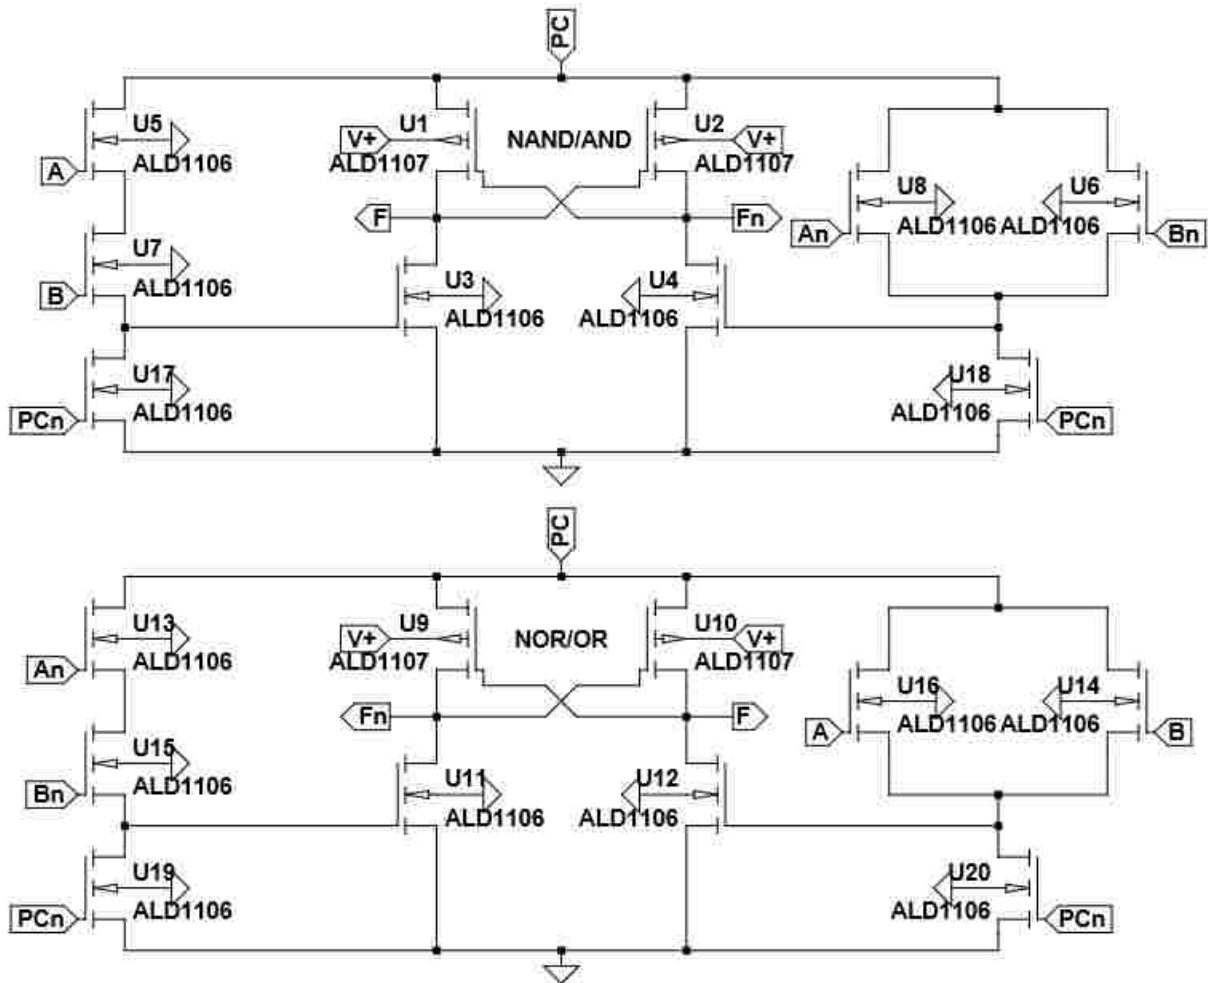 PC
U5
U1
V+
NAND/AND
U2
V+
A
ALD1106
ALD1107
ALD1107
U8
U6
F
Fn
An
ALD1106
ALD1106
Bn
U7
B
ALD1106
U3
U4
ALD1106
ALD1106
U17
U18
PCn
ALD1106
ALD1106
PCn
PC
U13
U9
V+
NOR/OR
U10
V+
An
ALD1106
ALD1107
ALD1107
U16
U14
Fn
F
A
ALD1106
ALD1106
B
U15
Bn
ALD1106
U11
U12
ALD1106
ALD1106
U19
U20
PCn
ALD1106
ALD1106
PCn